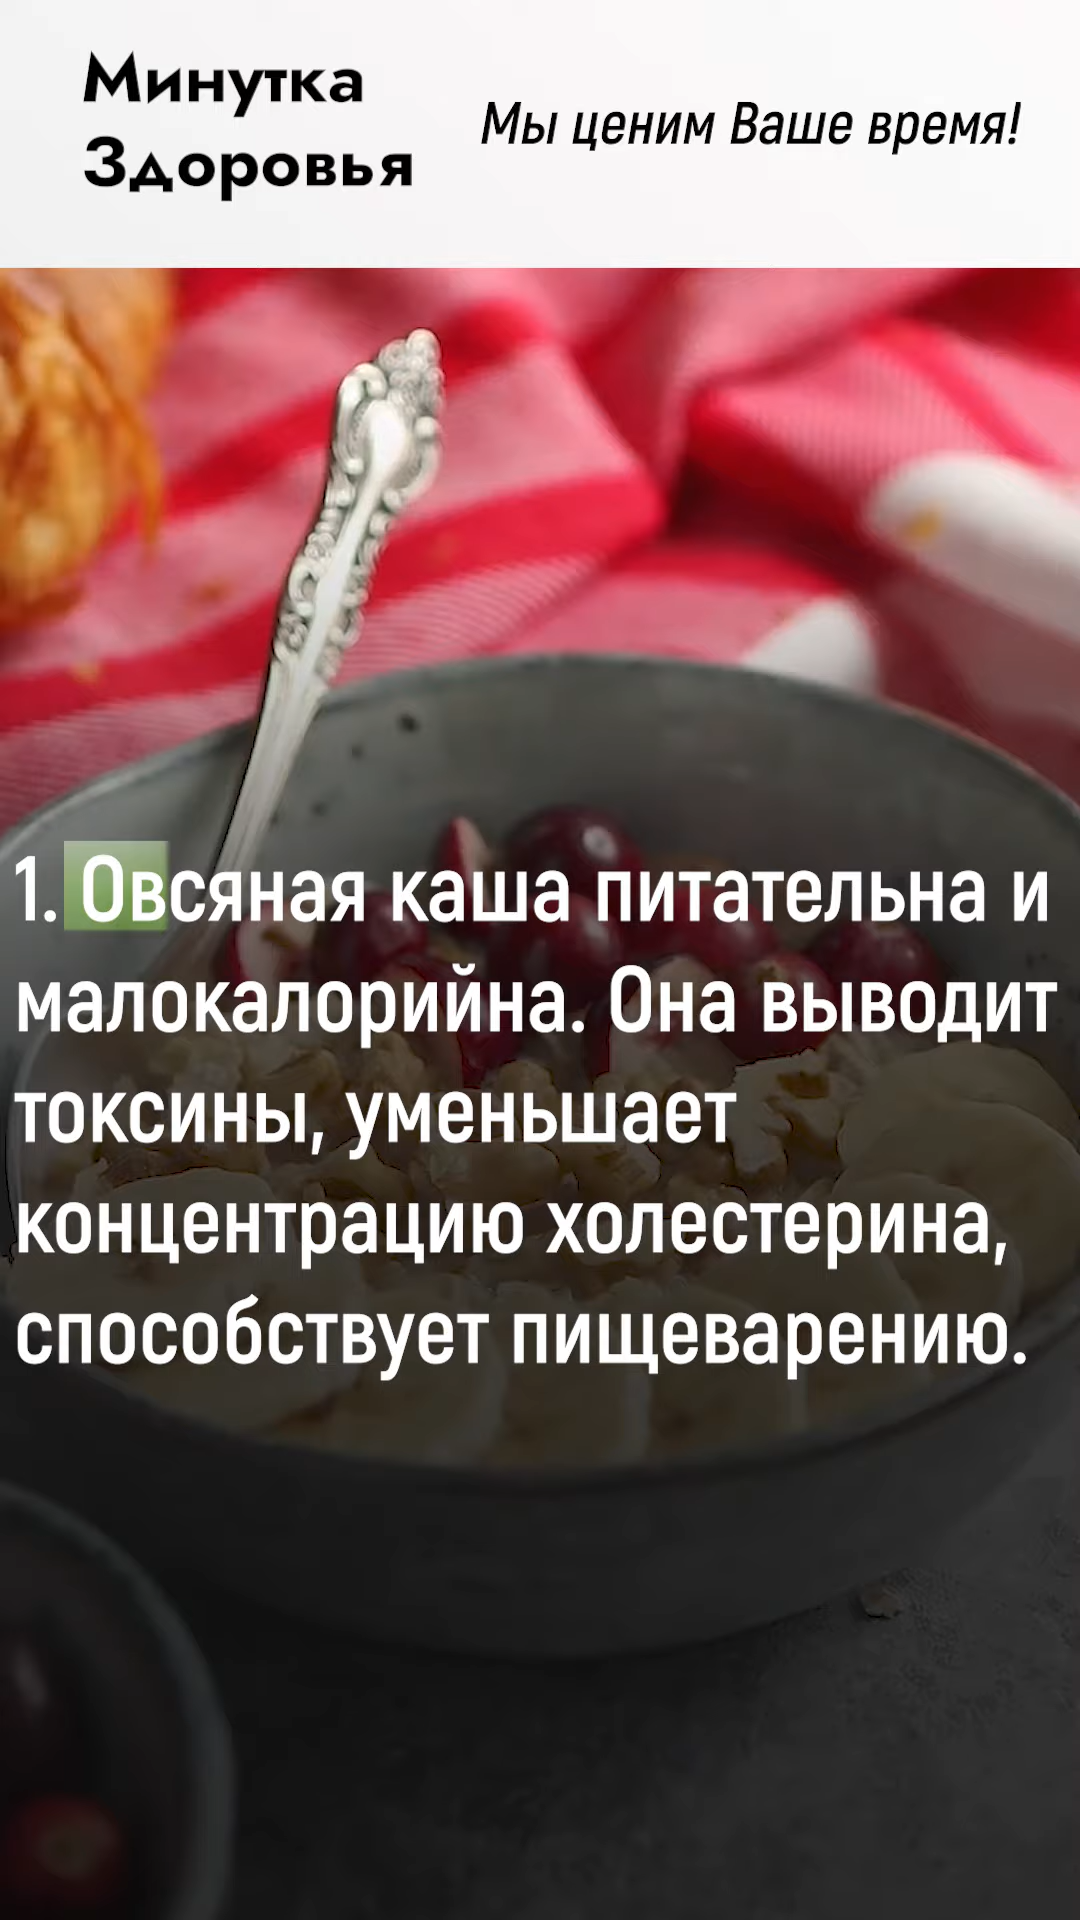 Минутка
Здоровья
Мы ценим Ваше время!
1. Овсяная каша питательна и
малокалорийна. Она выводит
токсины, уменьшает
концентрацию холестерина,
способствует пищеварению.